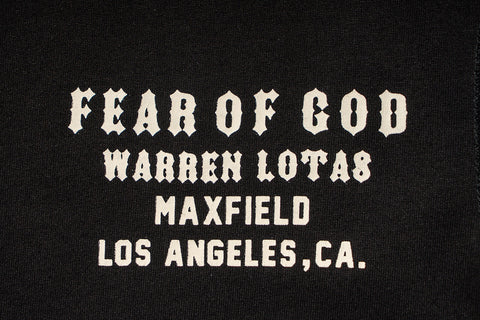 FEAR OF GOD
WARREN LOTAS
MAXFIELD
LOS ANGELES, CA.